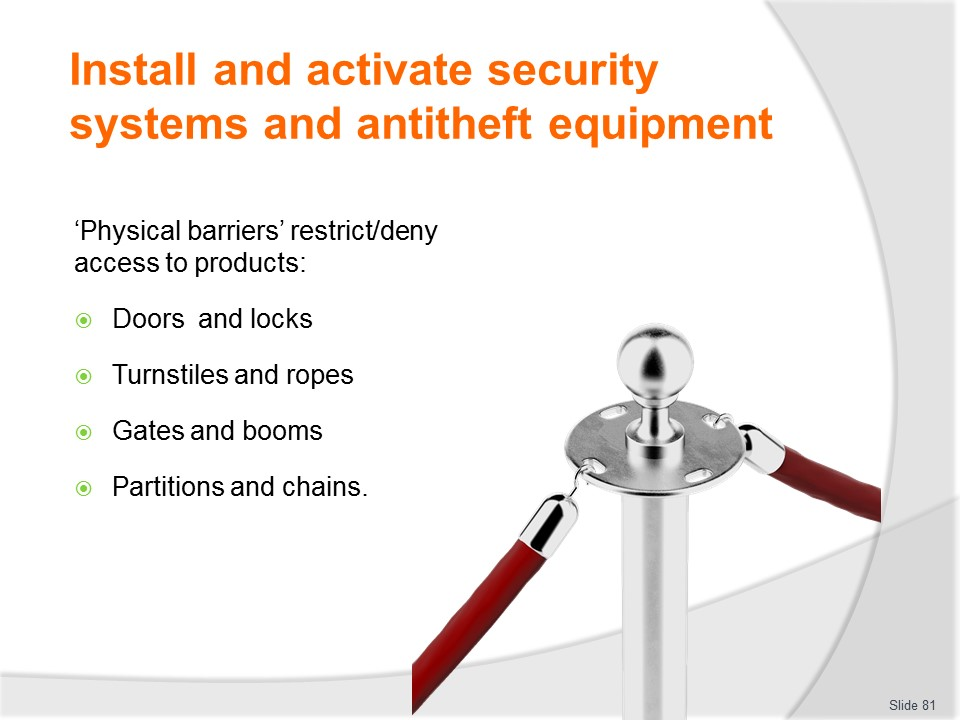 Install and activate security
systems and antitheft equipment
‘Physical barriers’ restrict/deny
access to products:
Doors  and locks
Turnstiles and ropes
Gates and booms
Partitions and chains.
Slide 81